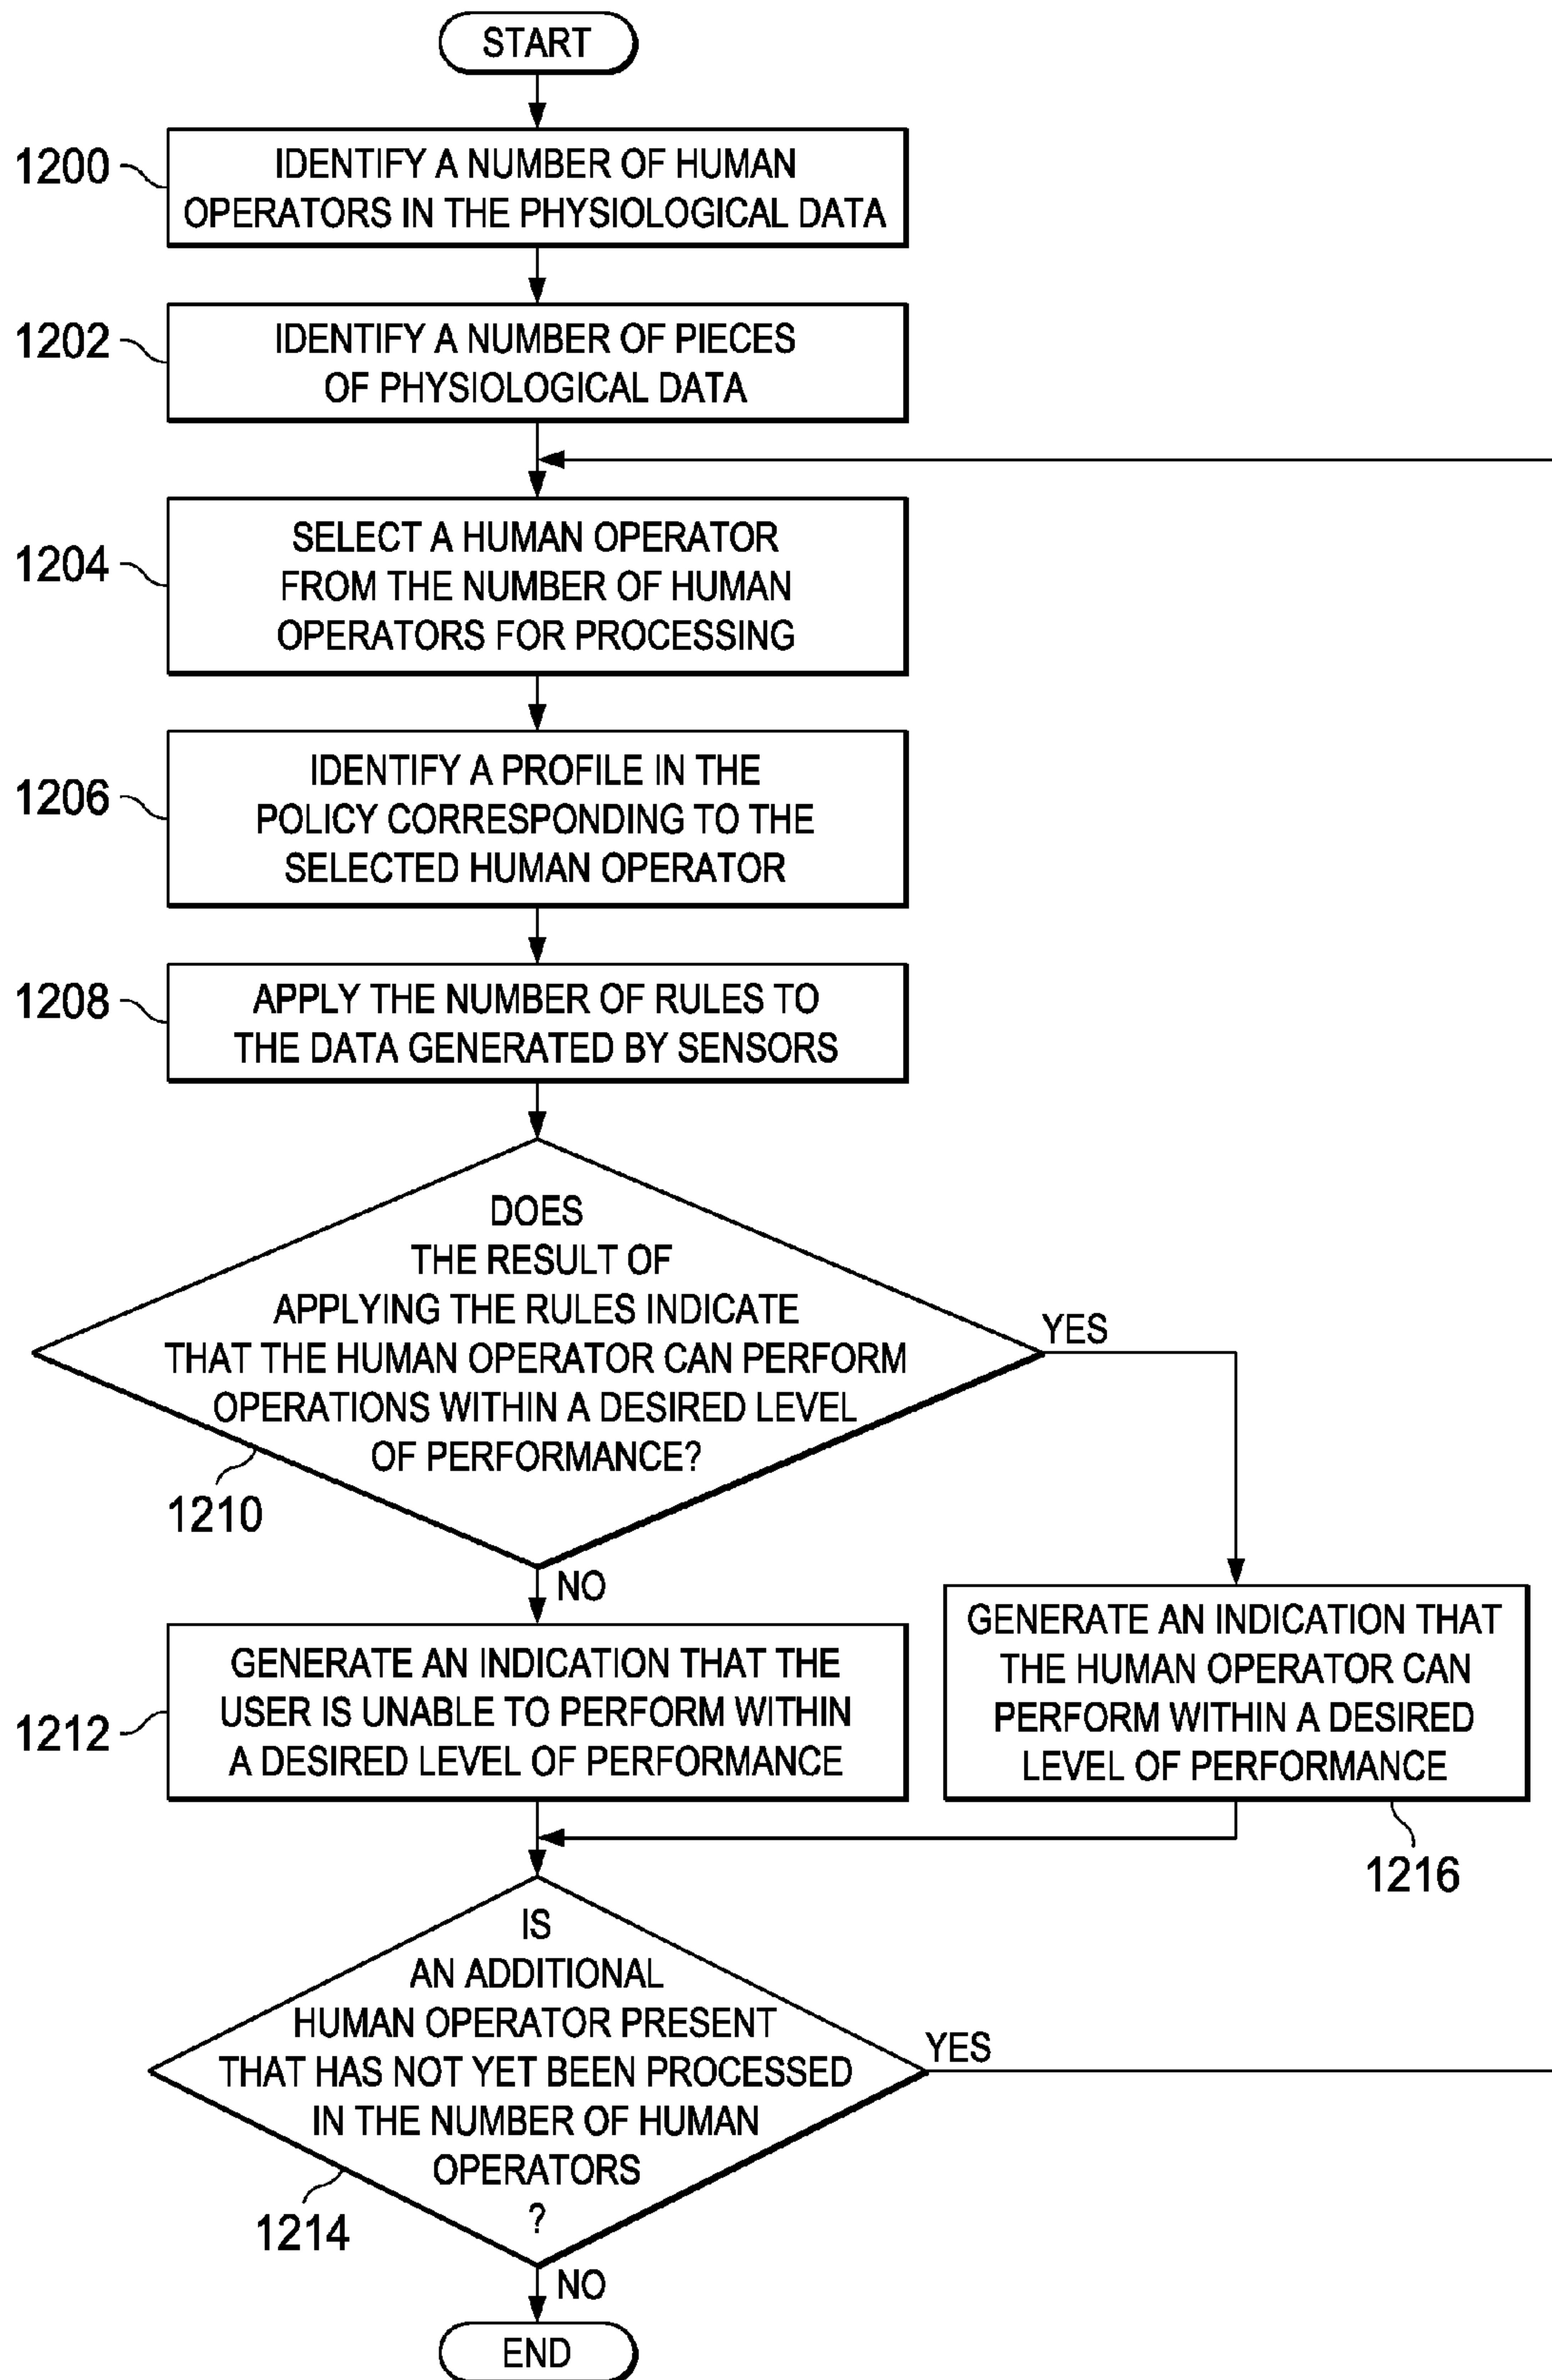 START
1200
IDENTIFY A NUMBER OF HUMAN
OPERATORS IN THE PHYSIOLOGICAL DATA
1202
IDENTIFY A NUMBER OF PIECES
OF PHYSIOLOGICAL DATA
1204
SELECT A HUMAN OPERATOR
FROM THE NUMBER OF HUMAN
OPERATORS FOR PROCESSING
1206
IDENTIFY A PROFILE IN THE
POLICY CORRESPONDING TO THE
SELECTED HUMAN OPERATOR
1208
APPLY THE NUMBER OF RULES TO
THE DATA GENERATED BY SENSORS
DOES
THE RESULT OF
APPLYING THE RULES INDICATE
THAT THE HUMAN OPERATOR CAN PERFORM
OPERATIONS WITHIN A DESIRED LEVEL
OF PERFORMANCE?
1210
YES
NO
1212
GENERATE AN INDICATION THAT THE
USER IS UNABLE TO PERFORM WITHIN
A DESIRED LEVEL OF PERFORMANCE
GENERATE AN INDICATION THAT
THE HUMAN OPERATOR CAN
PERFORM WITHIN A DESIRED
LEVEL OF PERFORMANCE
1216
IS
AN ADDITIONAL
HUMAN OPERATOR PRESENT
THAT HAS NOT YET BEEN PROCESSED
IN THE NUMBER OF HUMAN
OPERATORS
?
1214
YES
NO
END